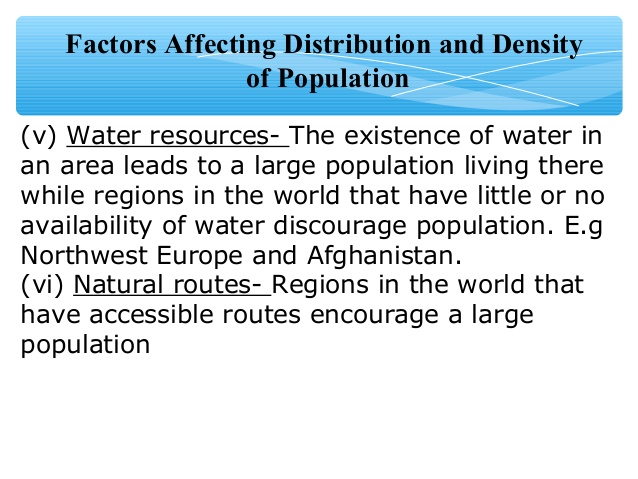 Factors Affecting Distribution and Density
of Population
(v) Water resources- The existence of water in
an area leads to a large population living there
while regions in the world that have little or no
availability of water discourage population. E.g
Northwest Europe and Afghanistan.
(vi) Natural routes- Regions in the world that
have accessible routes encourage a large
population